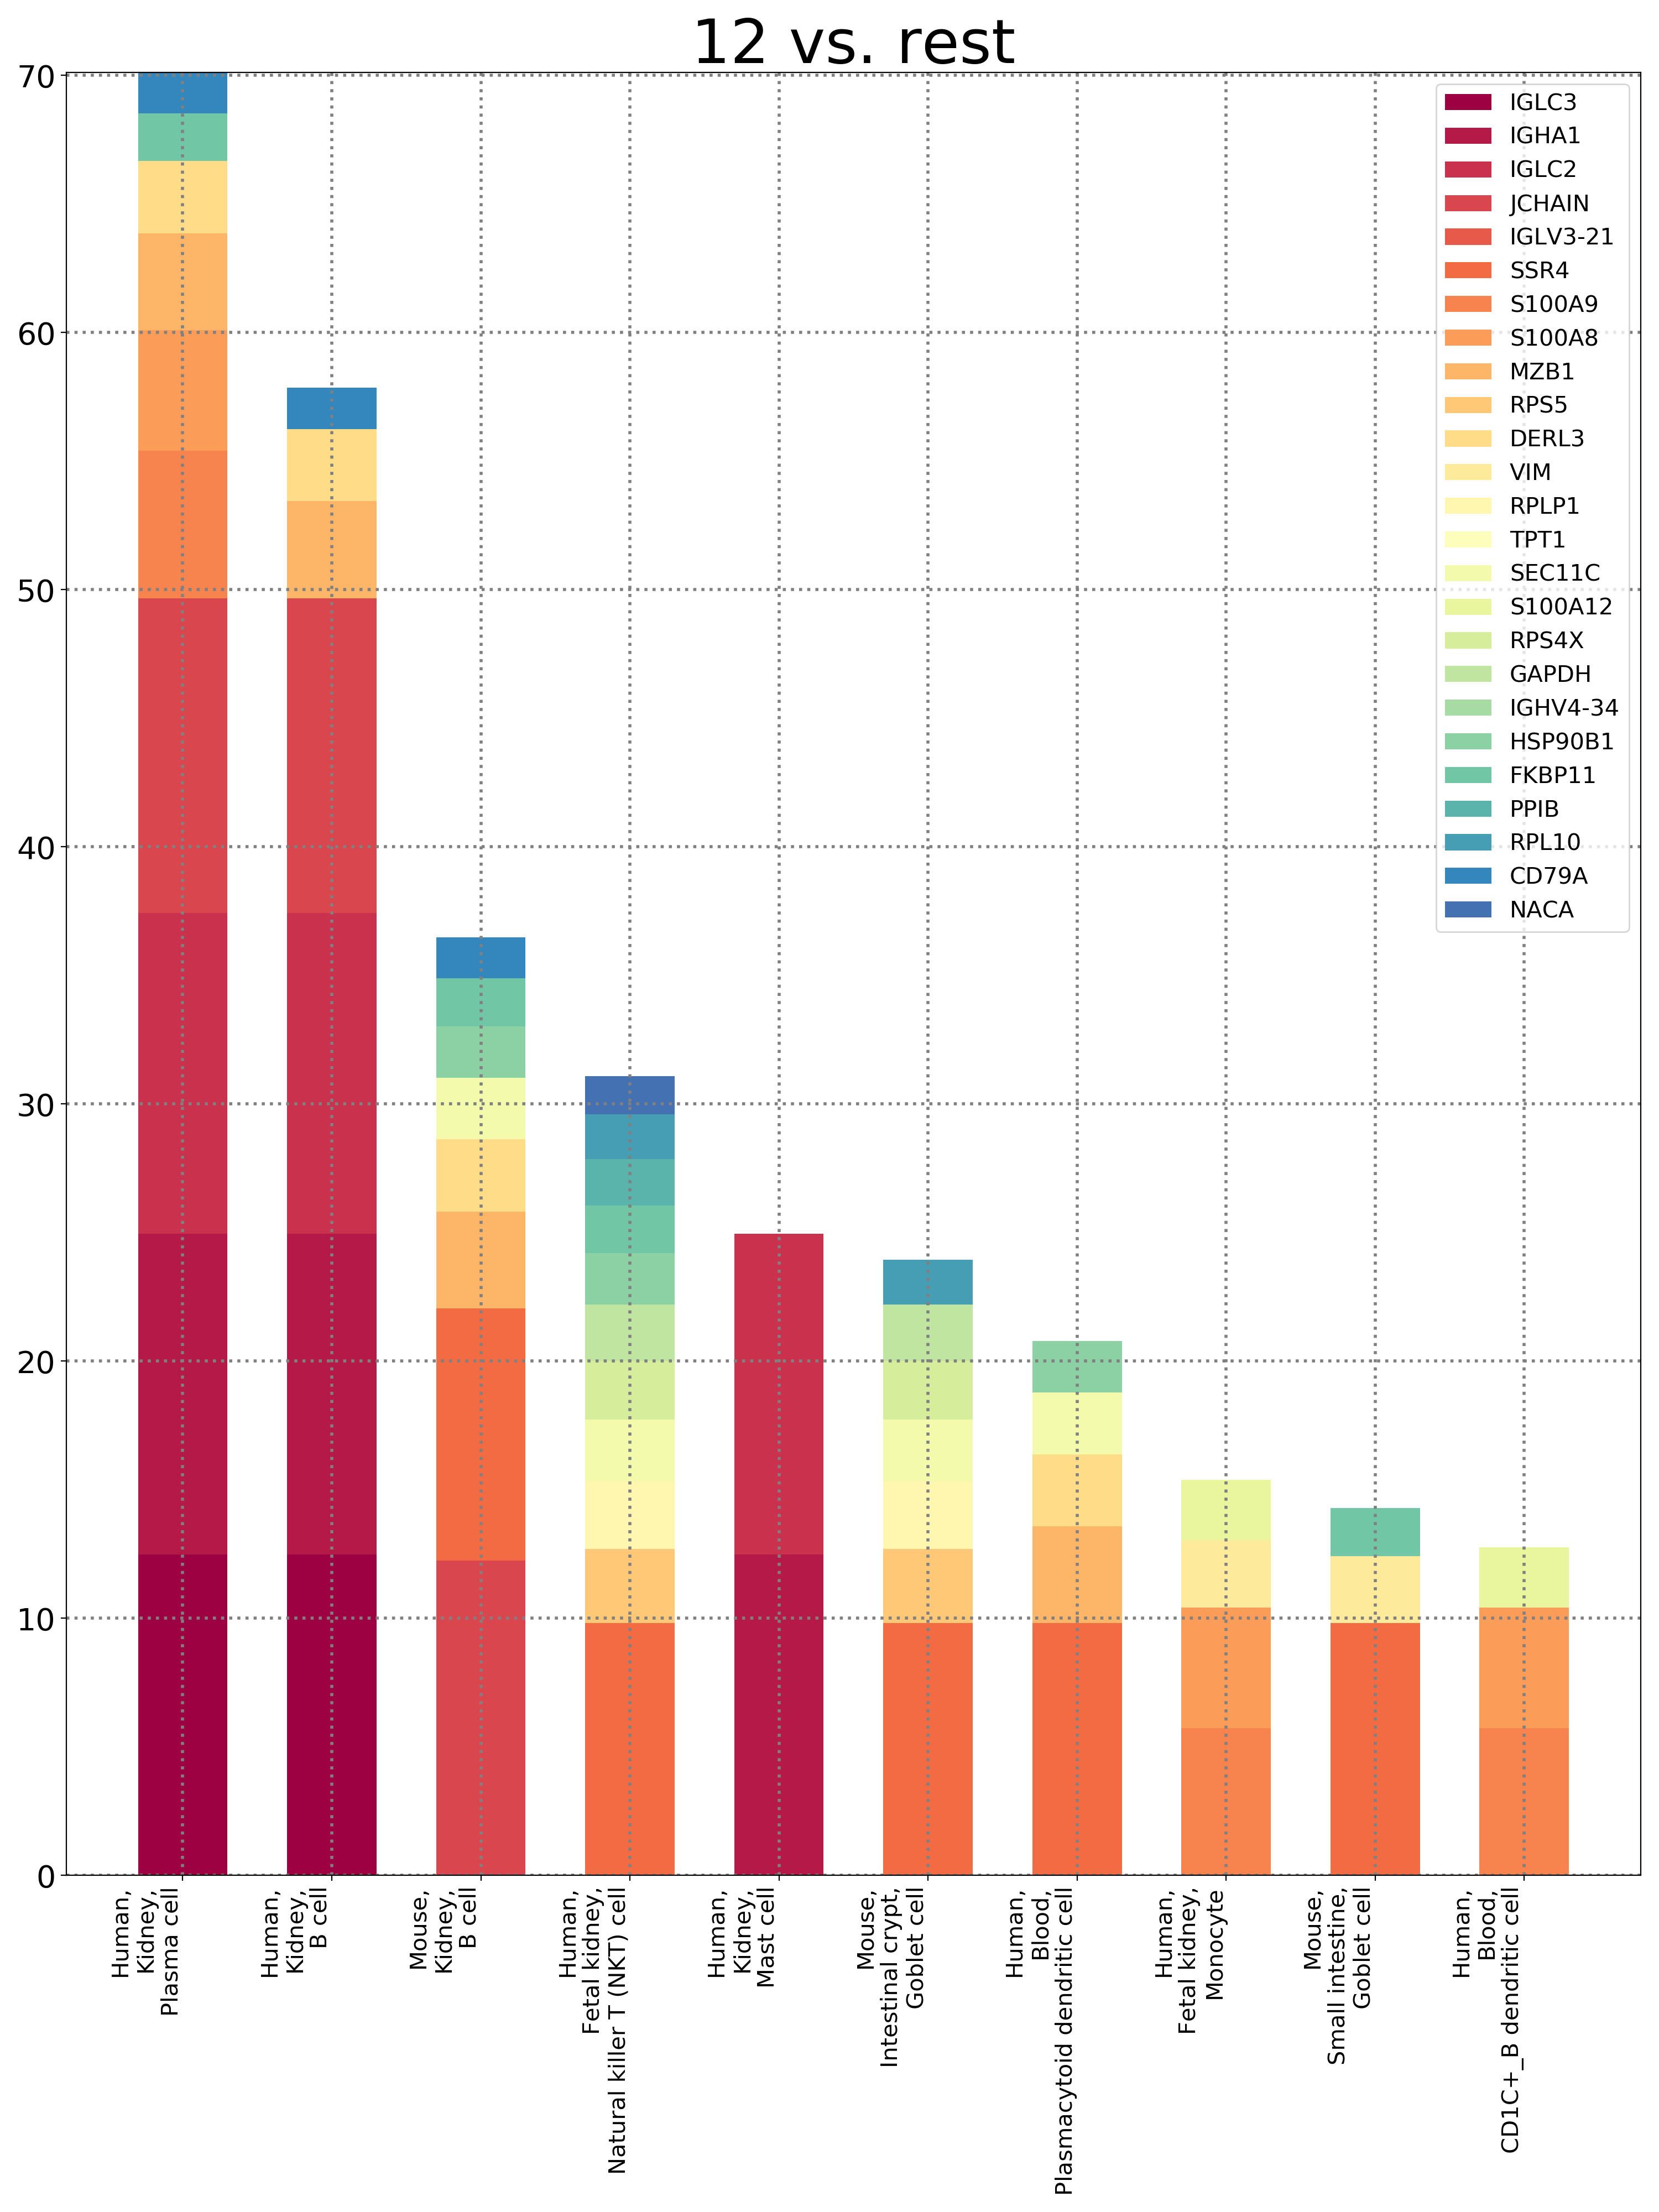 12 vs. rest
70
60
50
40
30
20
10
0
IGLC3
IGHA1
IGLC2
JCHAIN
IGLV3-21
SSR4
S100A9
S100A8
MZB1
RPS5
DERL3
VIM
RPLP1
TPT1
SEC11C
S100A12
RPS4X
GAPDH
IGHV4-34
HSP90B1
FKBP11
PPIB
RPL10
CD79A
NACA
Human,
Kidney,
Plasma cell
Human,
Kidney,
B cell
Mouse,
Kidney,
B cell
Human,
Fetal kidney,
Natural killer T (NKT) cell
Human,
Kidney,
Mast cell
Mouse,
Intestinal crypt,
Goblet cell
Human,
Blood,
Plasmacytoid dendritic cell
Human,
Fetal kidney,
Monocyte
Mouse,
Small intestine,
Goblet cell
Human,
Blood,
CD1C+_B dendritic cell